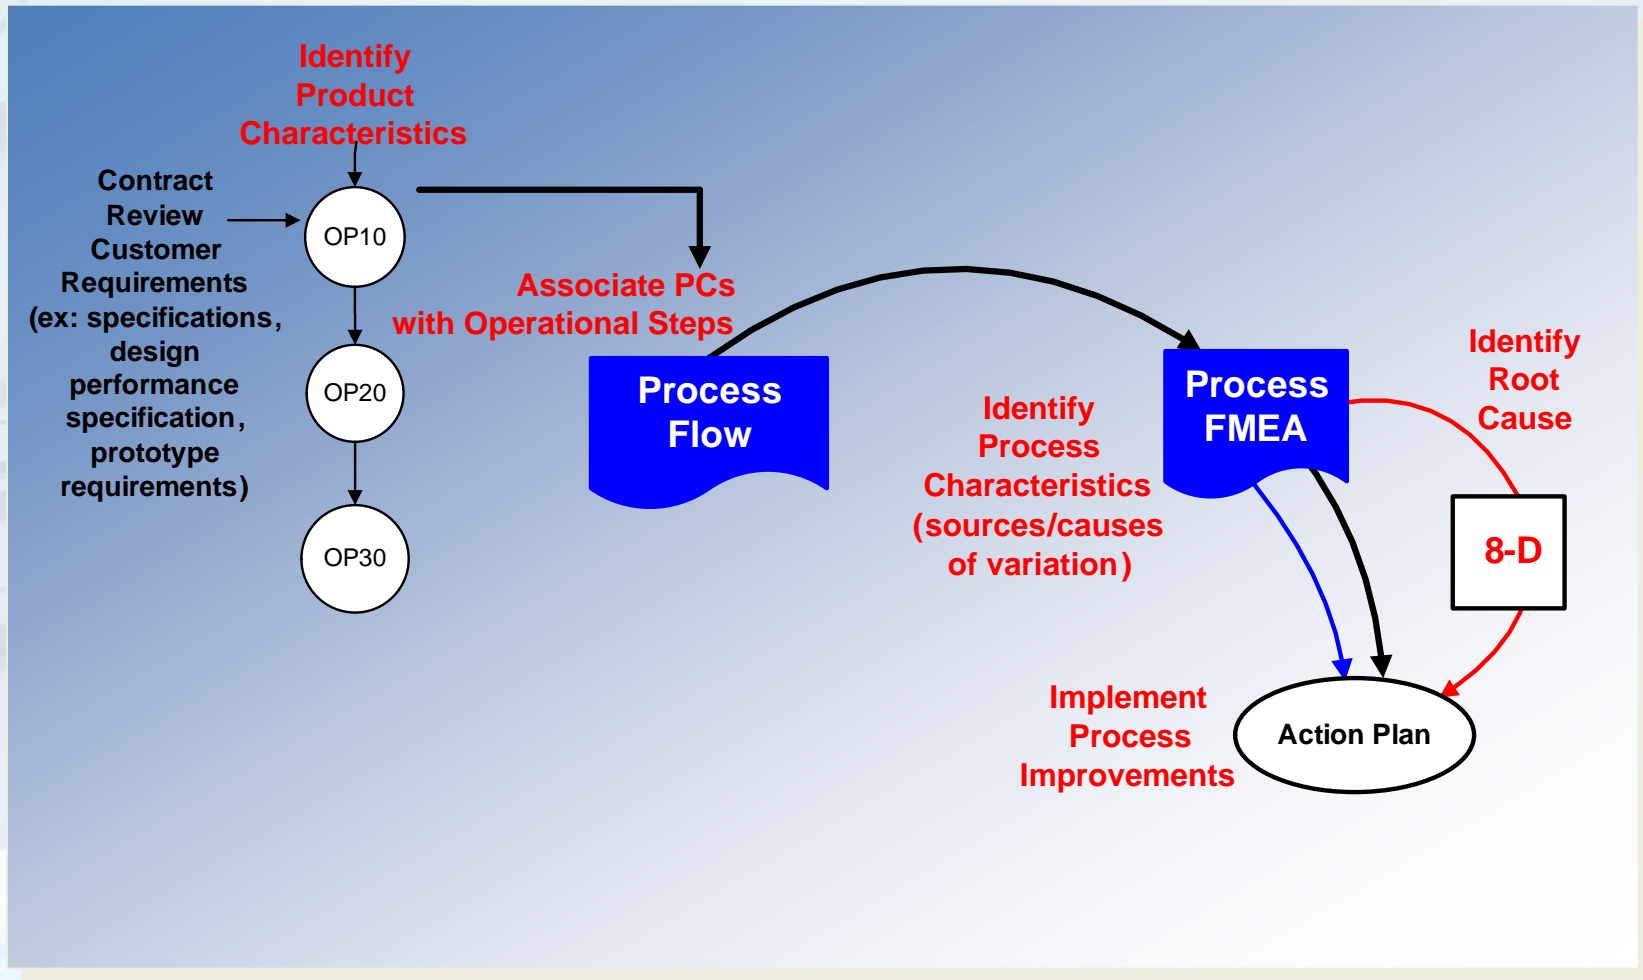 Identify
Product
Characteristics
Contract
Review
Customer
Requirements
(ex: specifications,
design
performance
specification,
prototype
requirements)
OP10
OP20
OP30
Associate PCs
with Operational Steps
Process
Flow
Process
FMEA
Identify
Process
Characteristics
(sources/causes
of variation)
Identify
Root
Cause
8-D
Implement
Process
Improvements
Action Plan